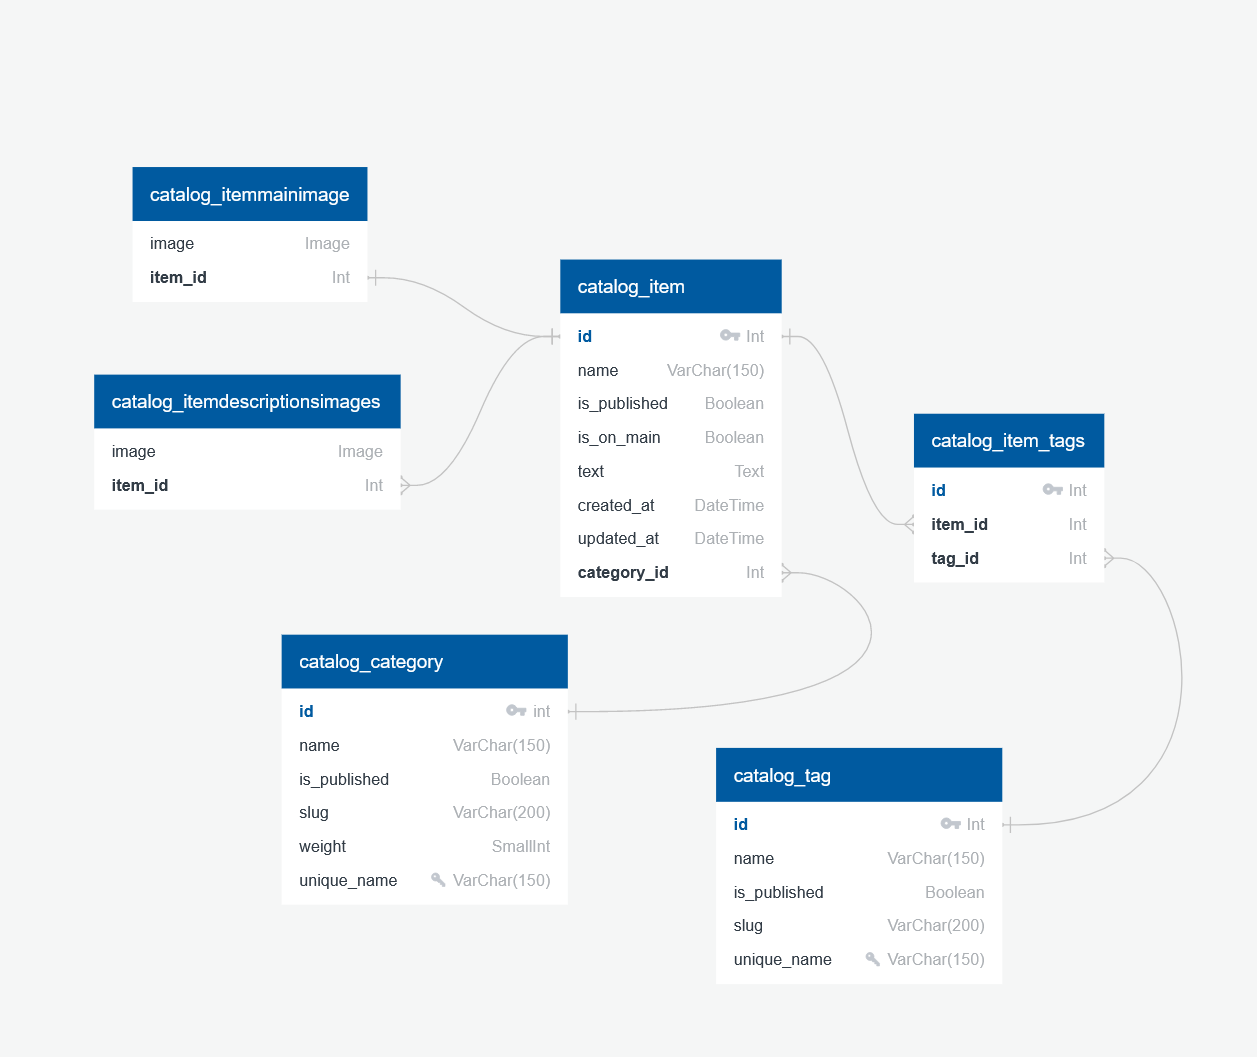 catalog_itemmainimage
image Image
item_id Int
catalog_itemdescriptionsimages
image Image
item_id Int
catalog_item
id Int
name VarChar(150)
is_published Boolean
is_on_main Boolean
text Text
created_at DateTime
updated_at DateTime
category_id Int
catalog_item_tags
id Int
item_id Int
tag_id Int
catalog_category
id int
name VarChar(150)
is_published Boolean
slug VarChar(200)
weight SmallInt
unique_name VarChar(150)
catalog_tag
id Int
name VarChar(150)
is_published Boolean
slug VarChar(200)
unique_name VarChar(150)